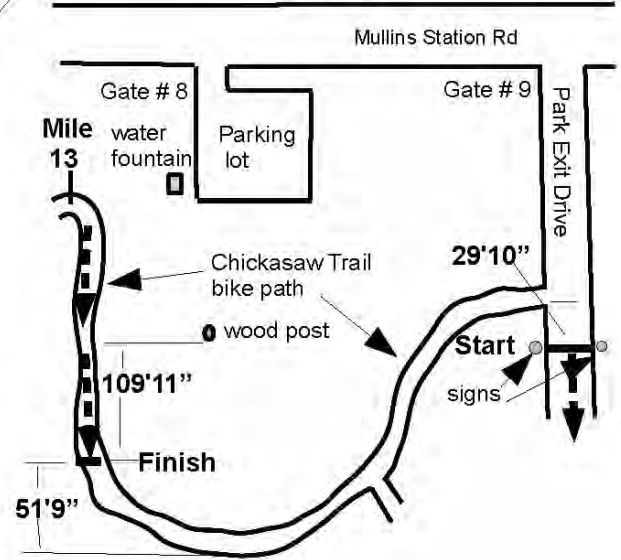 Mullins Station Rd
Gate # 8
Gate # 9
Park Exit Drive
Mile
13
water
fountain
Parking
lot
29'10”
Chickasaw Trail
bike path
wood post
Start
signs
109'11”
Finish
51'9”